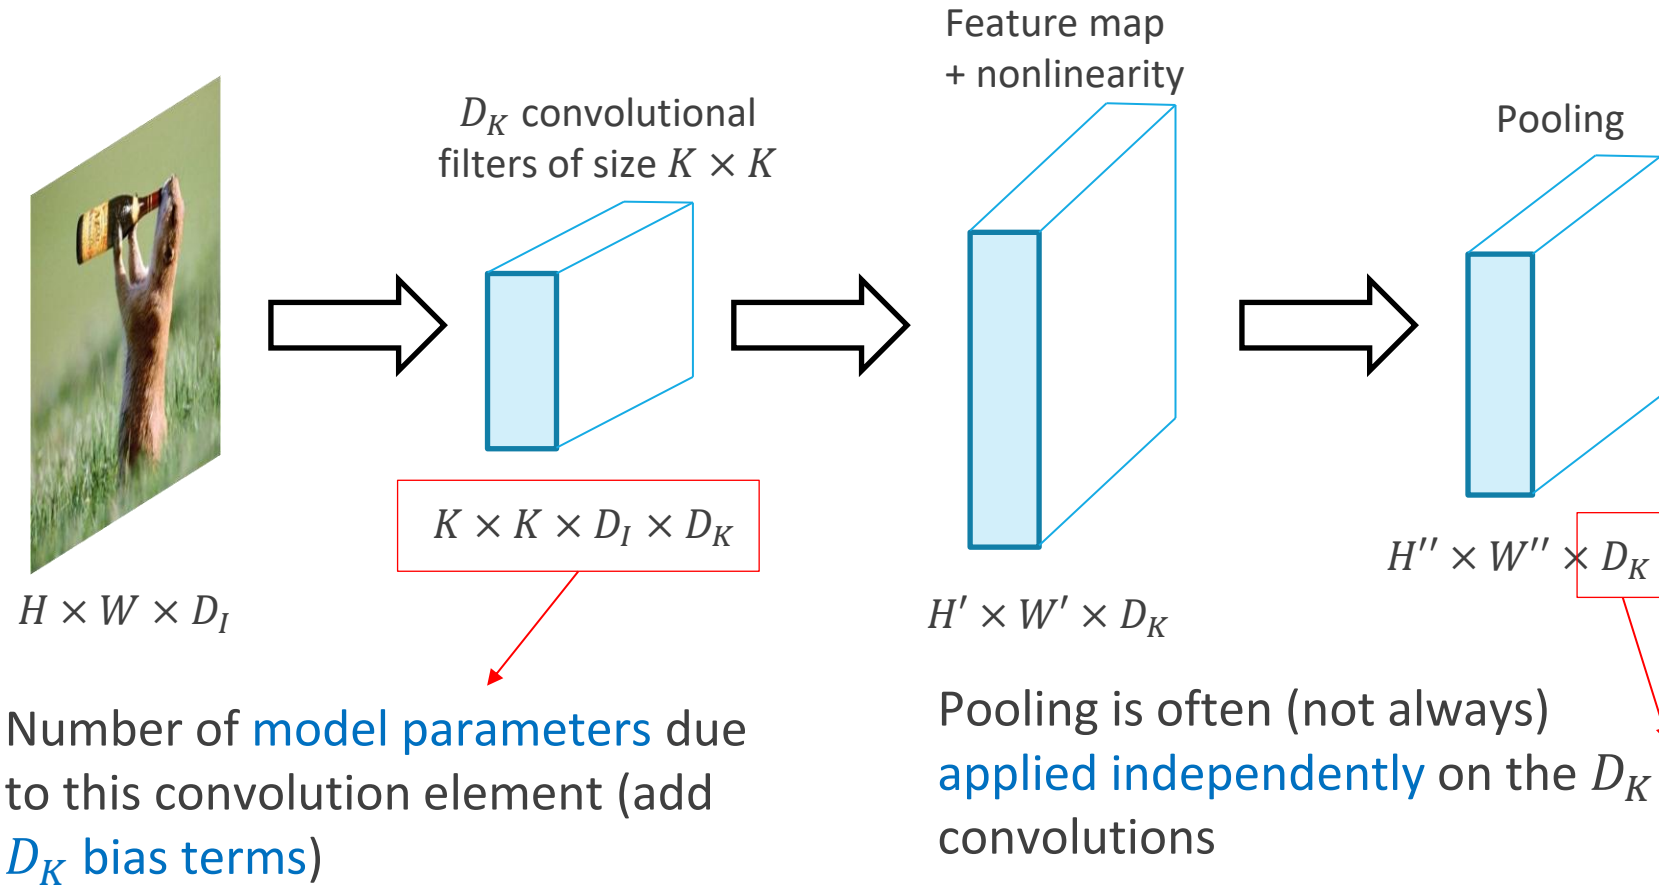 Feature map
+ nonlinearity
D_K convolutional
filters of size K × K
Pooling
K × K × D_I × D_K
H × W × D_I
H′ × W′ × D_K
H′′ × W′′ × D_K
Number of model parameters due
to this convolution element (add
D_K bias terms)
Pooling is often (not always)
applied independently on the D_K
convolutions